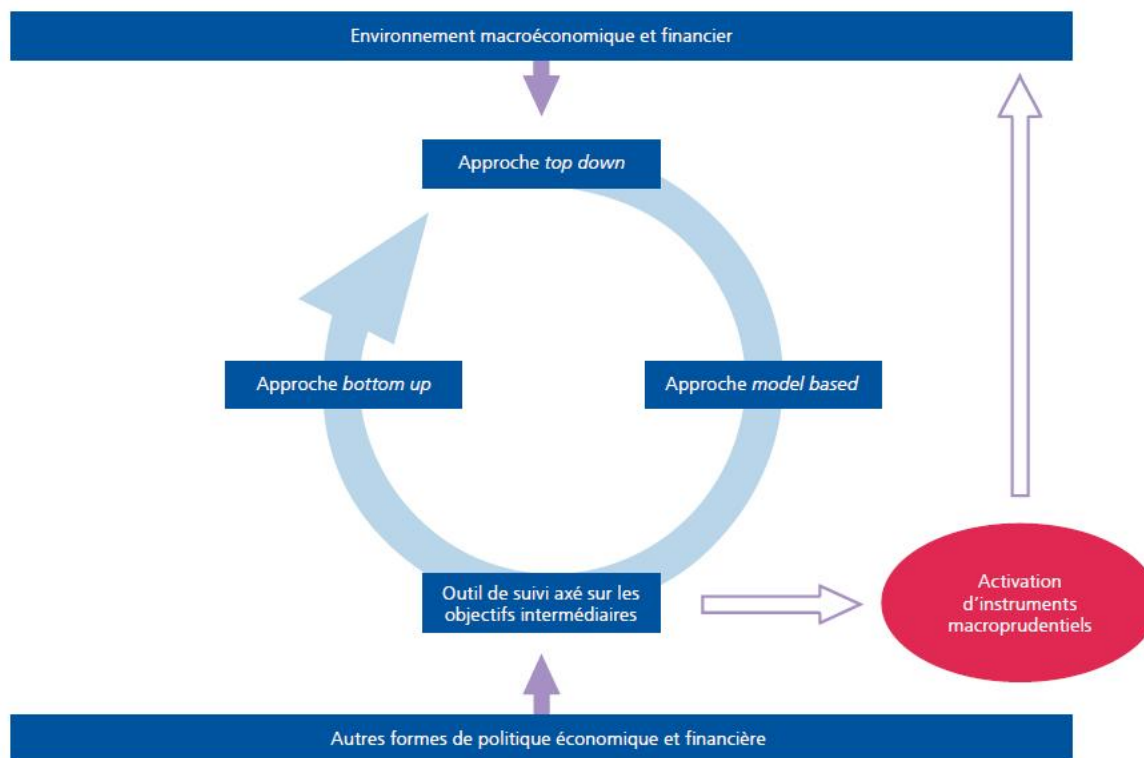 Environnement macroéconomique et financier
Approche top down
Approche bottom up
Approche model based
Outil de suivi axé sur les
objectifs intermédiaires
Activation
d'instruments
macroprudentiels
Autres formes de politique économique et financière